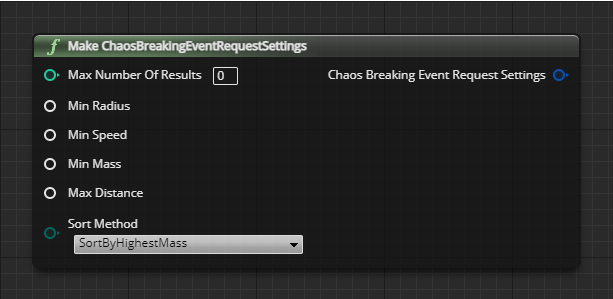 f Make ChaosBreakingEventRequestSettings
Max Number Of Results 0 Chaos Breaking Event Request Settings
Min Radius
Min Speed
Min Mass
Max Distance
Sort Method
SortByHighestMass